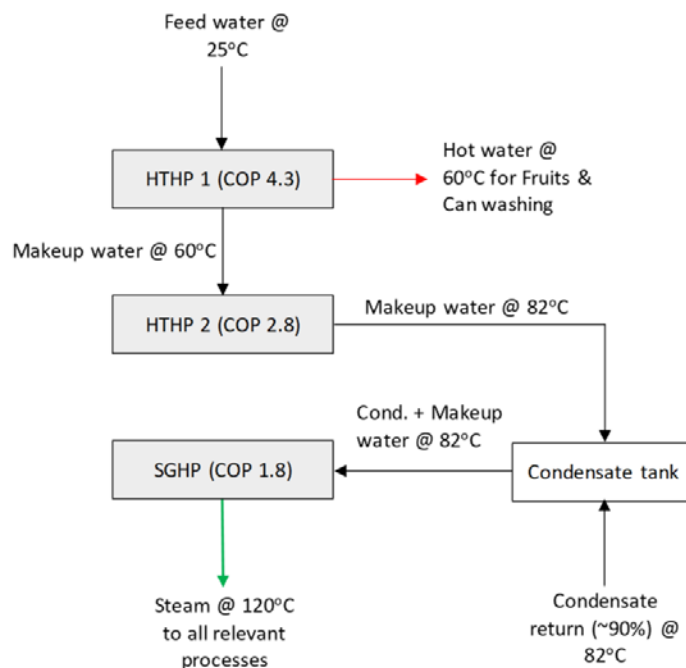 Feed water @
25°C
HTHP 1 (COP 4.3)
Hot water @
60°C for Fruits &
Can washing
Makeup water @ 60°C
HTHP 2 (COP 2.8)
Makeup water @ 82°C
Cond. + Makeup
water @ 82°C
SGHP (COP 1.8)
Condensate tank
Steam @ 120°C
to all relevant
processes
Condensate
return (~90%) @
82°C